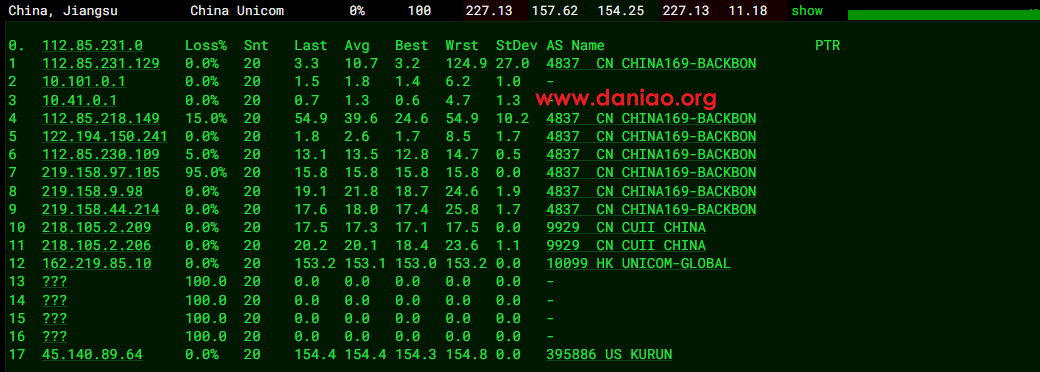 China, Jiangsu China Unicom 0% 100 227.13 157.62 154.25 227.13 11.18 show
0. 112.85.231.0 Loss% Snt Last Avg Best Wrst StDev AS Name PTR
1 112.85.231.129 0.0% 20 3.3 10.7 3.2 124.9 27.0 4837 CN CHINA169-BACKBON
2 10.101.0.1 0.0% 20 1.5 1.8 1.4 6.2 1.0 -
3 10.41.0.1 0.0% 20 0.7 1.3 0.6 4.7 1.3 -
www.daniao.org
4 112.85.218.149 15.0% 20 54.9 39.6 24.6 54.9 10.2 4837 CN CHINA169-BACKBON
5 122.194.150.241 0.0% 20 1.8 2.6 1.7 8.5 1.7 4837 CN CHINA169-BACKBON
6 112.85.230.109 5.0% 20 13.1 13.5 12.8 14.7 0.5 4837 CN CHINA169-BACKBON
7 219.158.97.105 95.0% 20 15.8 15.8 15.8 15.8 0.0 4837 CN CHINA169-BACKBON
8 219.158.9.98 0.0% 20 19.1 21.8 18.7 24.6 1.9 4837 CN CHINA169-BACKBON
9 219.158.44.214 0.0% 20 17.6 18.0 17.4 25.8 1.7 4837 CN CHINA169-BACKBON
10 218.105.2.209 0.0% 20 17.5 17.3 17.1 17.5 0.0 9929 CN CUII CHINA
11 218.105.2.206 0.0% 20 20.2 20.1 18.4 23.6 1.1 9929 CN CUII CHINA
12 162.219.85.10 0.0% 20 153.2 153.1 153.0 153.2 0.0 10099 HK UNICOM-GLOBAL
13 ??? 100.0 20 0.0 0.0 0.0 0.0 0.0 -
14 ??? 100.0 20 0.0 0.0 0.0 0.0 0.0 -
15 ??? 100.0 20 0.0 0.0 0.0 0.0 0.0 -
16 ??? 100.0 20 0.0 0.0 0.0 0.0 0.0 -
17 45.140.89.64 0.0% 20 154.4 154.4 154.3 154.8 0.0 395886 US KURUN